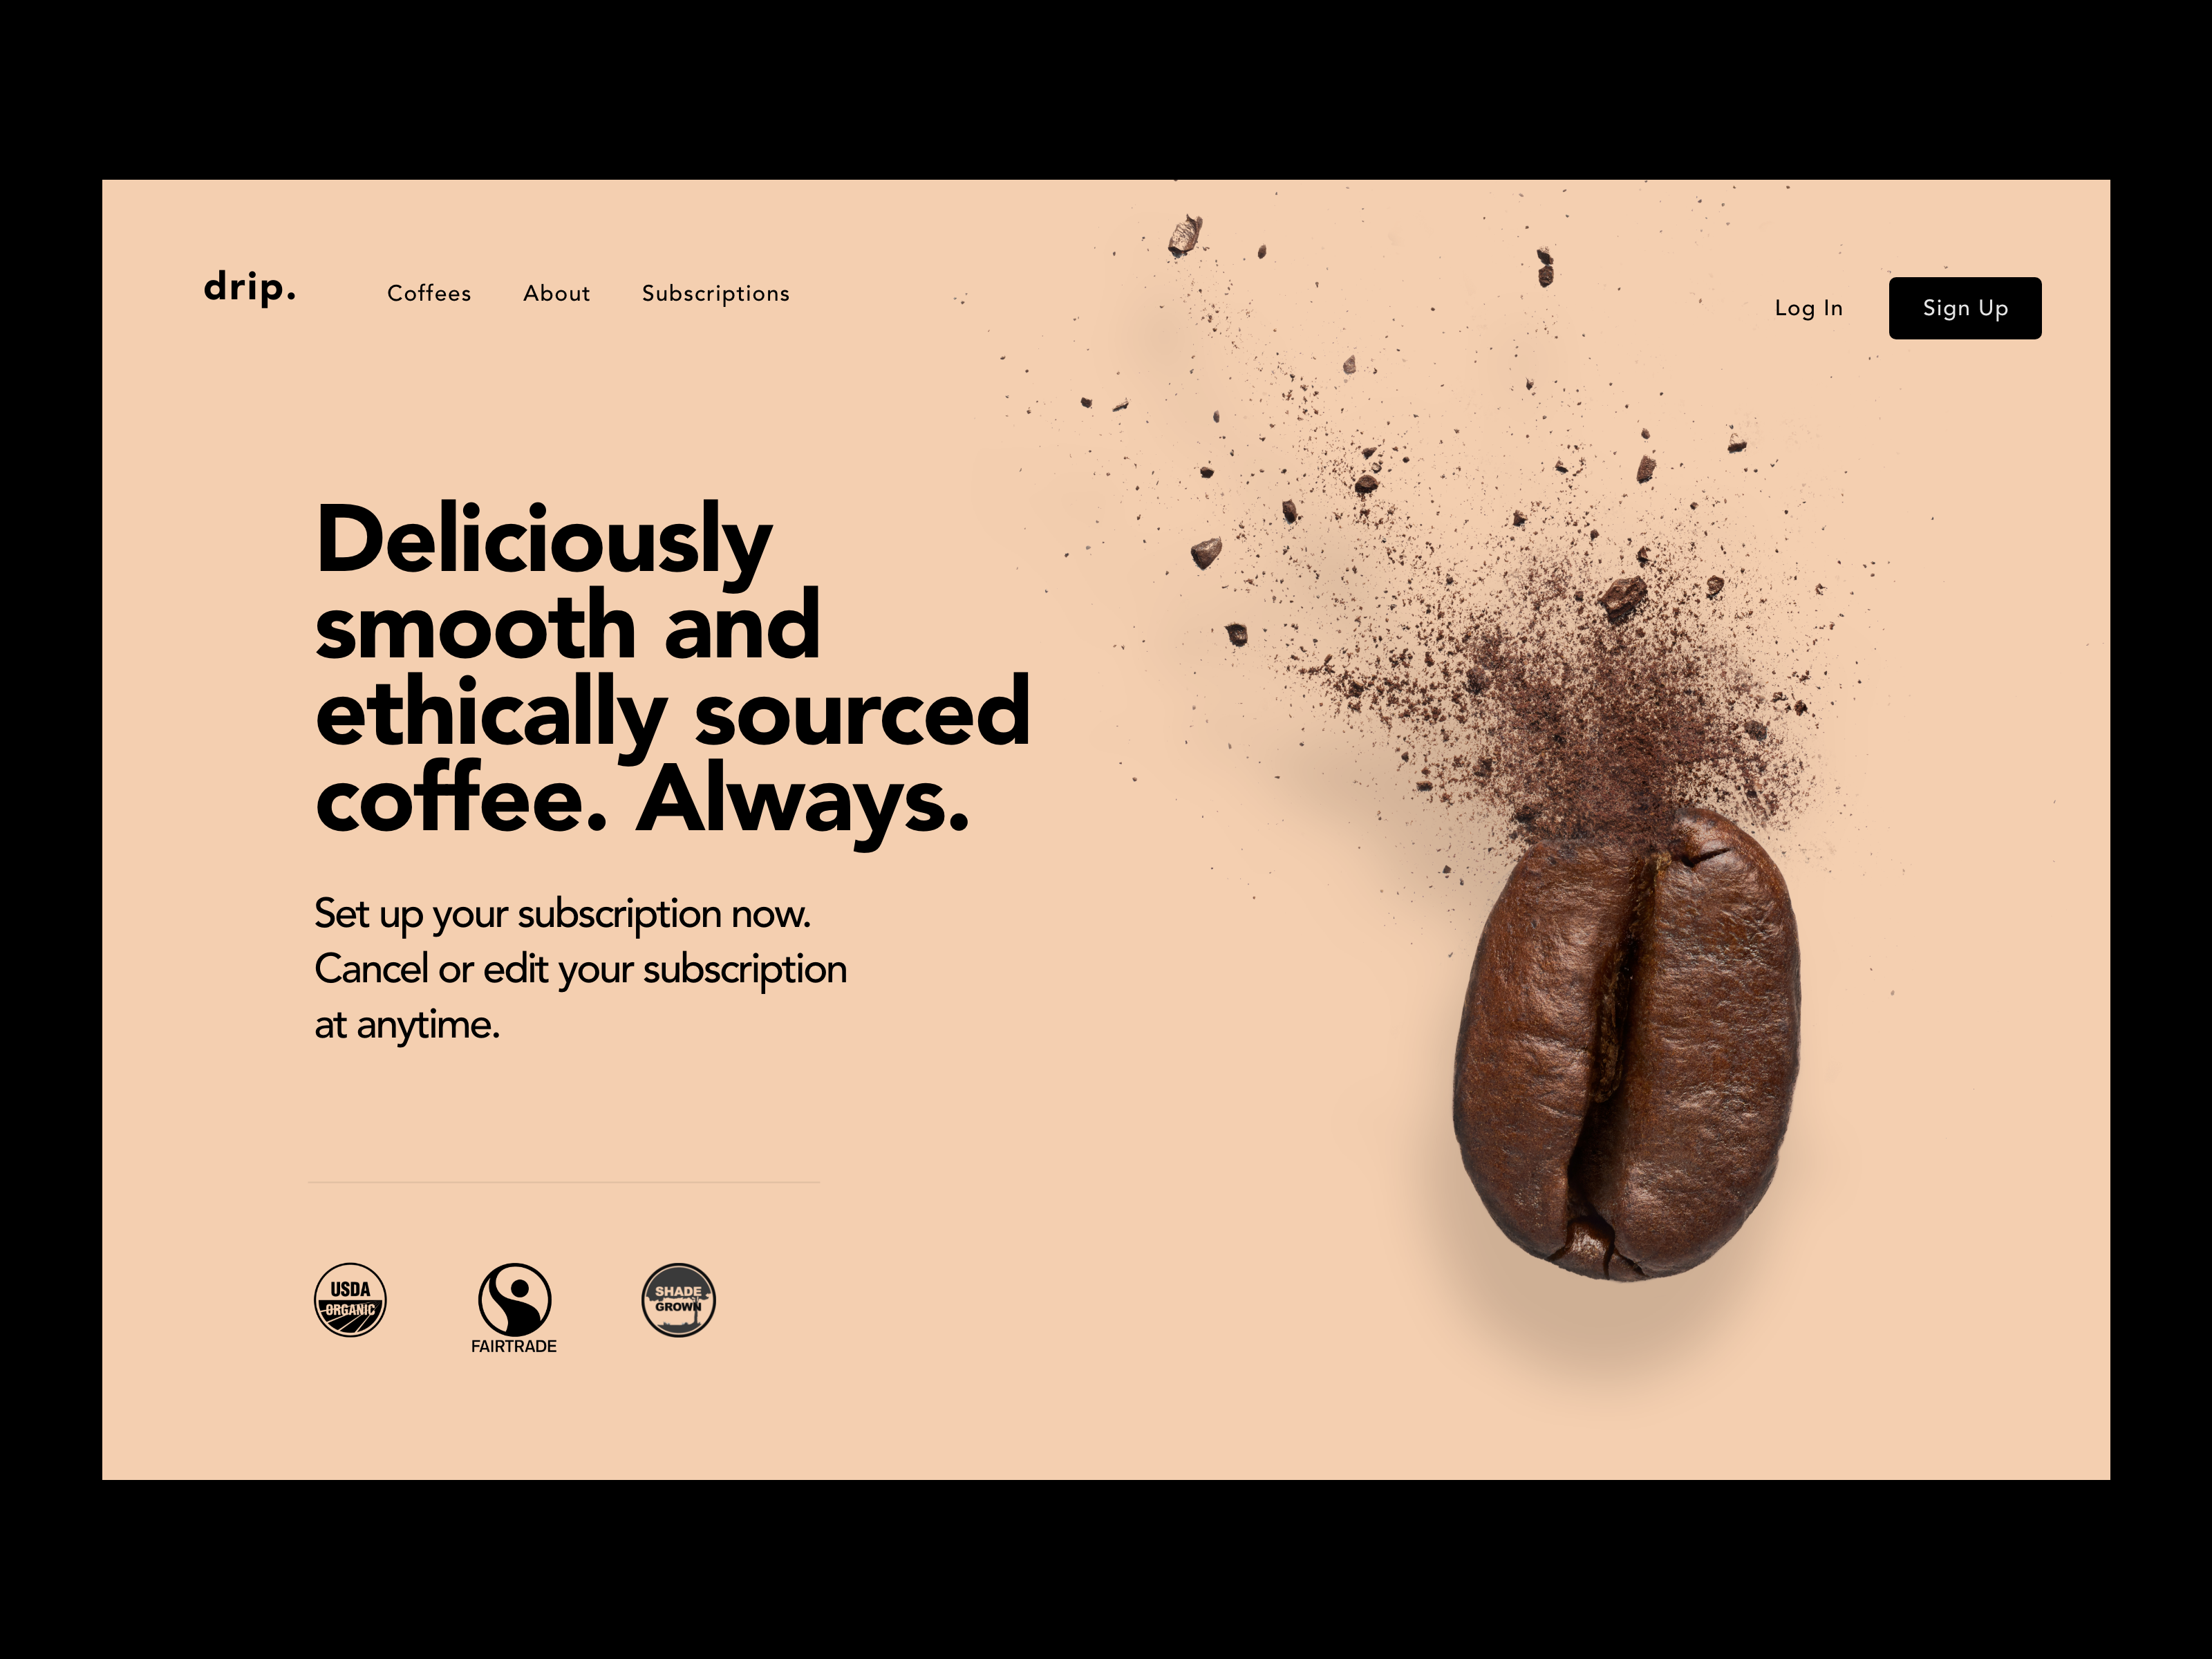 drip.
Coffees
About
Subscriptions
Log In
Sign Up
Deliciously
smooth and
ethically sourced
coffee. Always.
Set up your subscription now.
Cancel or edit your subscription
at anytime.
USDA
ORGANIC
FAIRTRADE
SHADE
GROWN